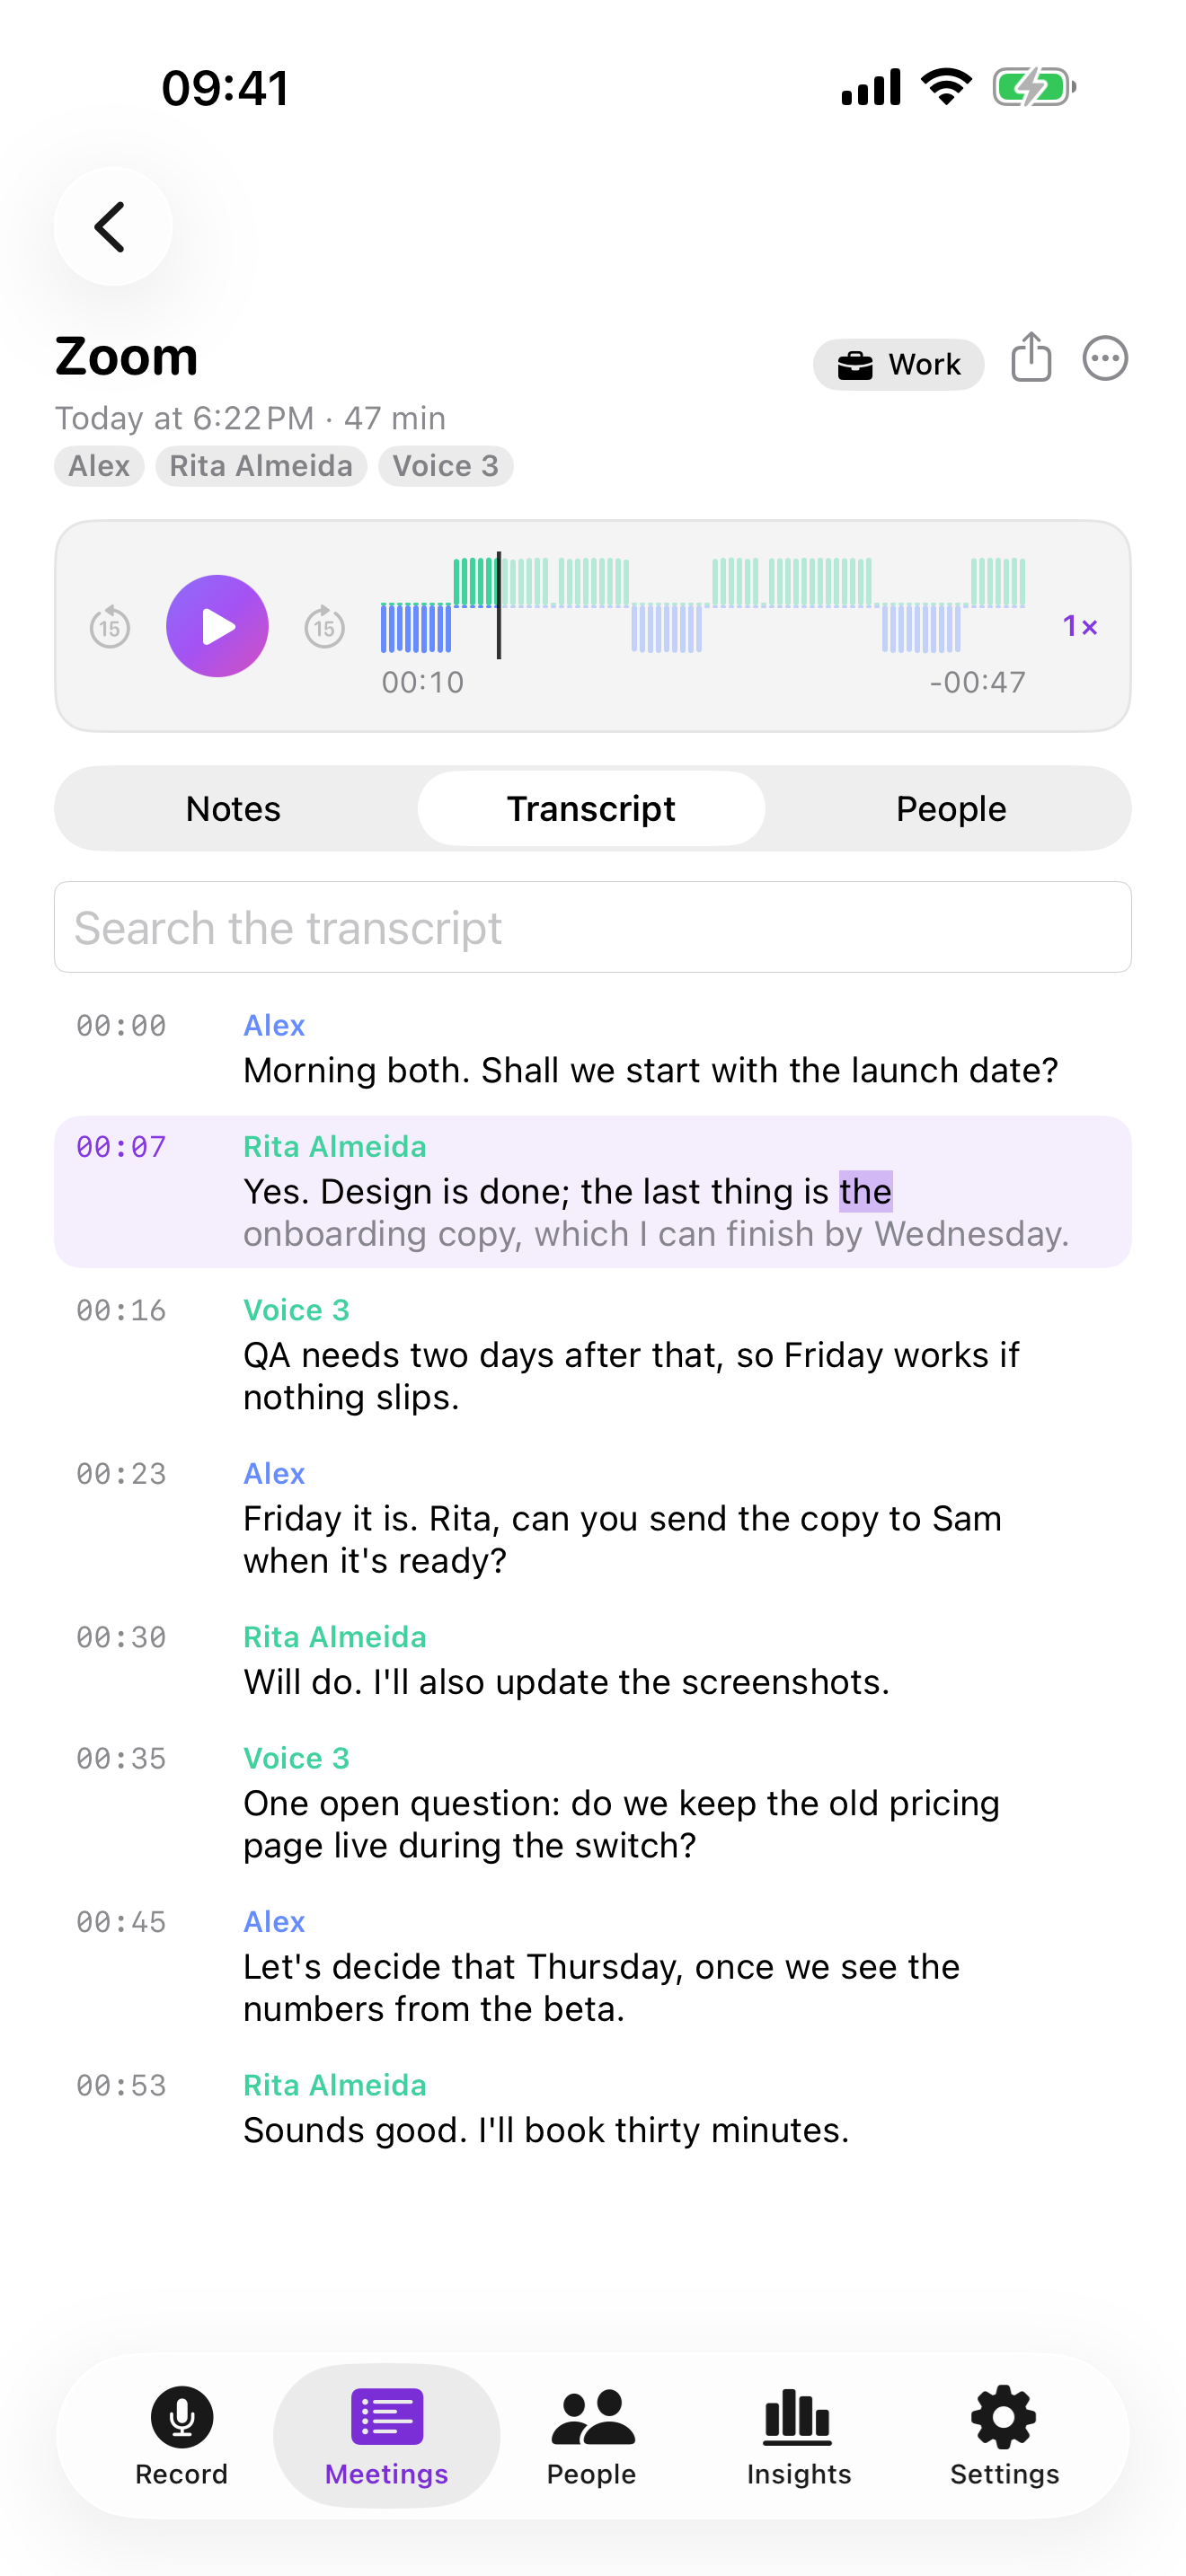 09:41
Zoom
Work
Today at 6:22 PM · 47 min
Alex Rita Almeida Voice 3
15 15 1×
00:10 -00:47
Notes Transcript People
Search the transcript
00:00 Alex
Morning both. Shall we start with the launch date?
00:07 Rita Almeida
Yes. Design is done; the last thing is the
onboarding copy, which I can finish by Wednesday.
00:16 Voice 3
QA needs two days after that, so Friday works if
nothing slips.
00:23 Alex
Friday it is. Rita, can you send the copy to Sam
when it's ready?
00:30 Rita Almeida
Will do. I'll also update the screenshots.
00:35 Voice 3
One open question: do we keep the old pricing
page live during the switch?
00:45 Alex
Let's decide that Thursday, once we see the
numbers from the beta.
00:53 Rita Almeida
Sounds good. I'll book thirty minutes.
Record Meetings People Insights Settings